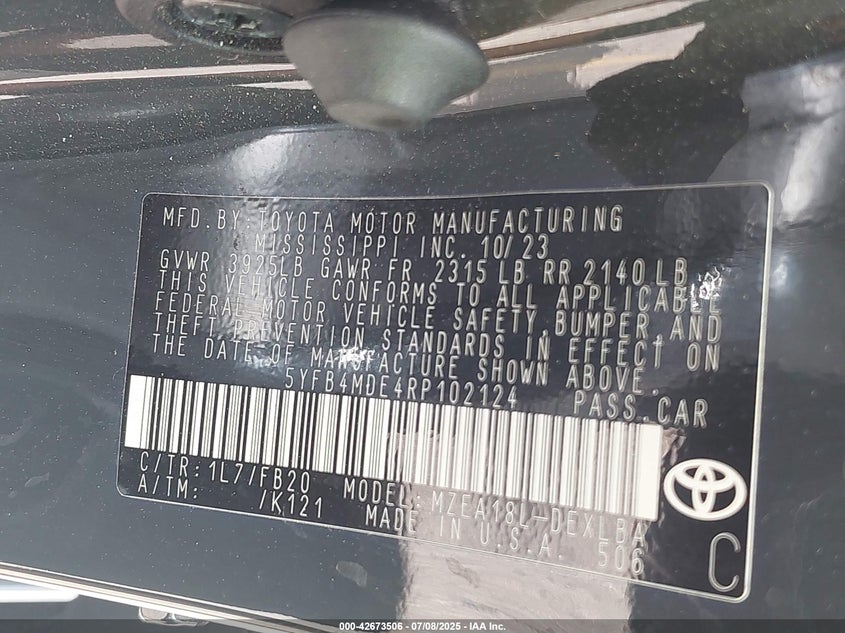 MFD. BY TOYOTA MOTOR MANUFACTURING
MISSISSIPPI INC. 10/23
GVWR 3925LB GAWR FR 2315 LB RR 2140 LB
THIS VEHICLE CONFORMS TO ALL APPLICABLE
FEDERAL MOTOR VEHICLE SAFETY, BUMPER, AND
THEFT PREVENTION STANDARDS IN EFFECT ON
THE DATE OF MANUFACTURE SHOWN ABOVE.
5YFB4MDE4RP102124 PASS. CAR
C/TR: 1L7/FB20 MODEL: MZEA18L-DEXLBA
A/TM: /K121 MADE IN U.S.A. 506
C
000-42673506 - 07/08/2025 - IAA Inc.